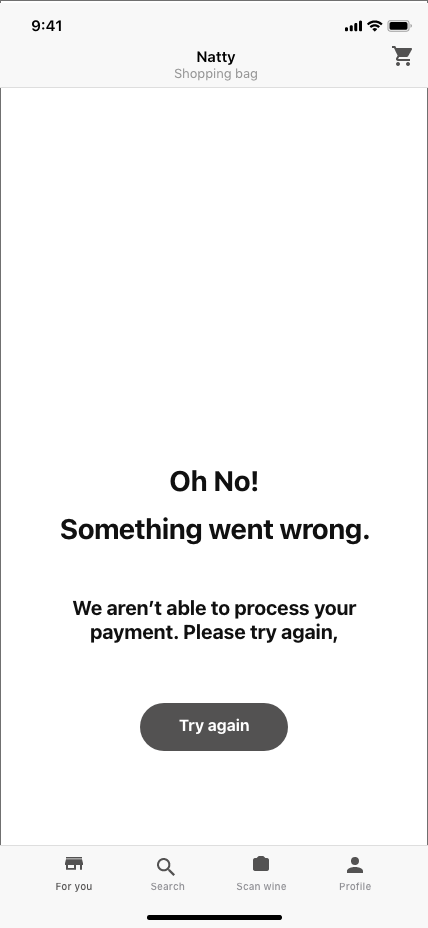 9:41
Natty
Shopping bag
Oh No!
Something went wrong.
We aren’t able to process your
payment. Please try again,
Try again
For you
Search
Scan wine
Profile